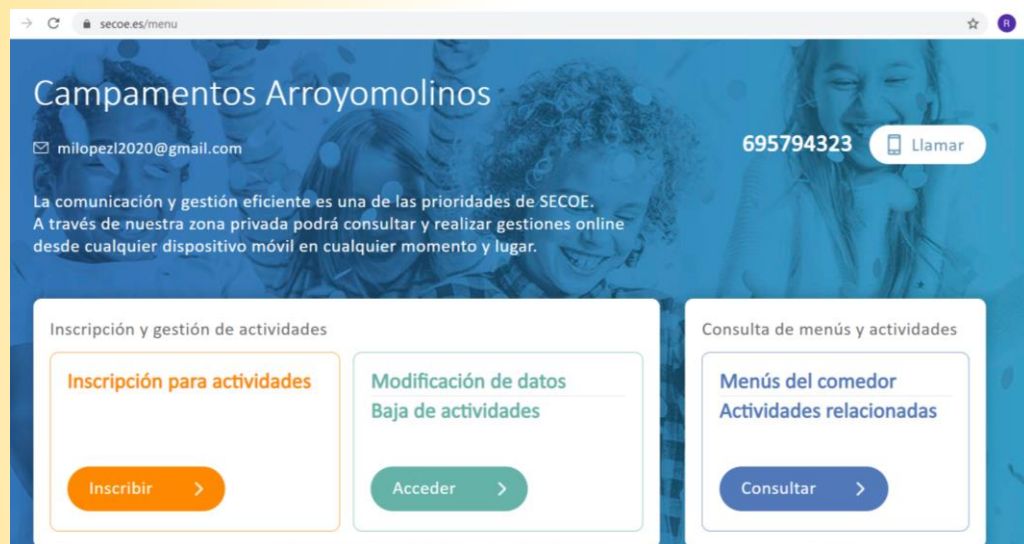 secoe.es/menu
R
Campamentos Arroyomolinos
milopezl2020@gmail.com
695794323
Llamar
La comunicación y gestión eficiente es una de las prioridades de SECOE.
A través de nuestra zona privada podrá consultar y realizar gestiones online
desde cualquier dispositivo móvil en cualquier momento y lugar.
Inscripción y gestión de actividades
Inscripción para actividades
Inscribir
Modificación de datos
Baja de actividades
Acceder
Consulta de menús y actividades
Menús del comedor
Actividades relacionadas
Consultar